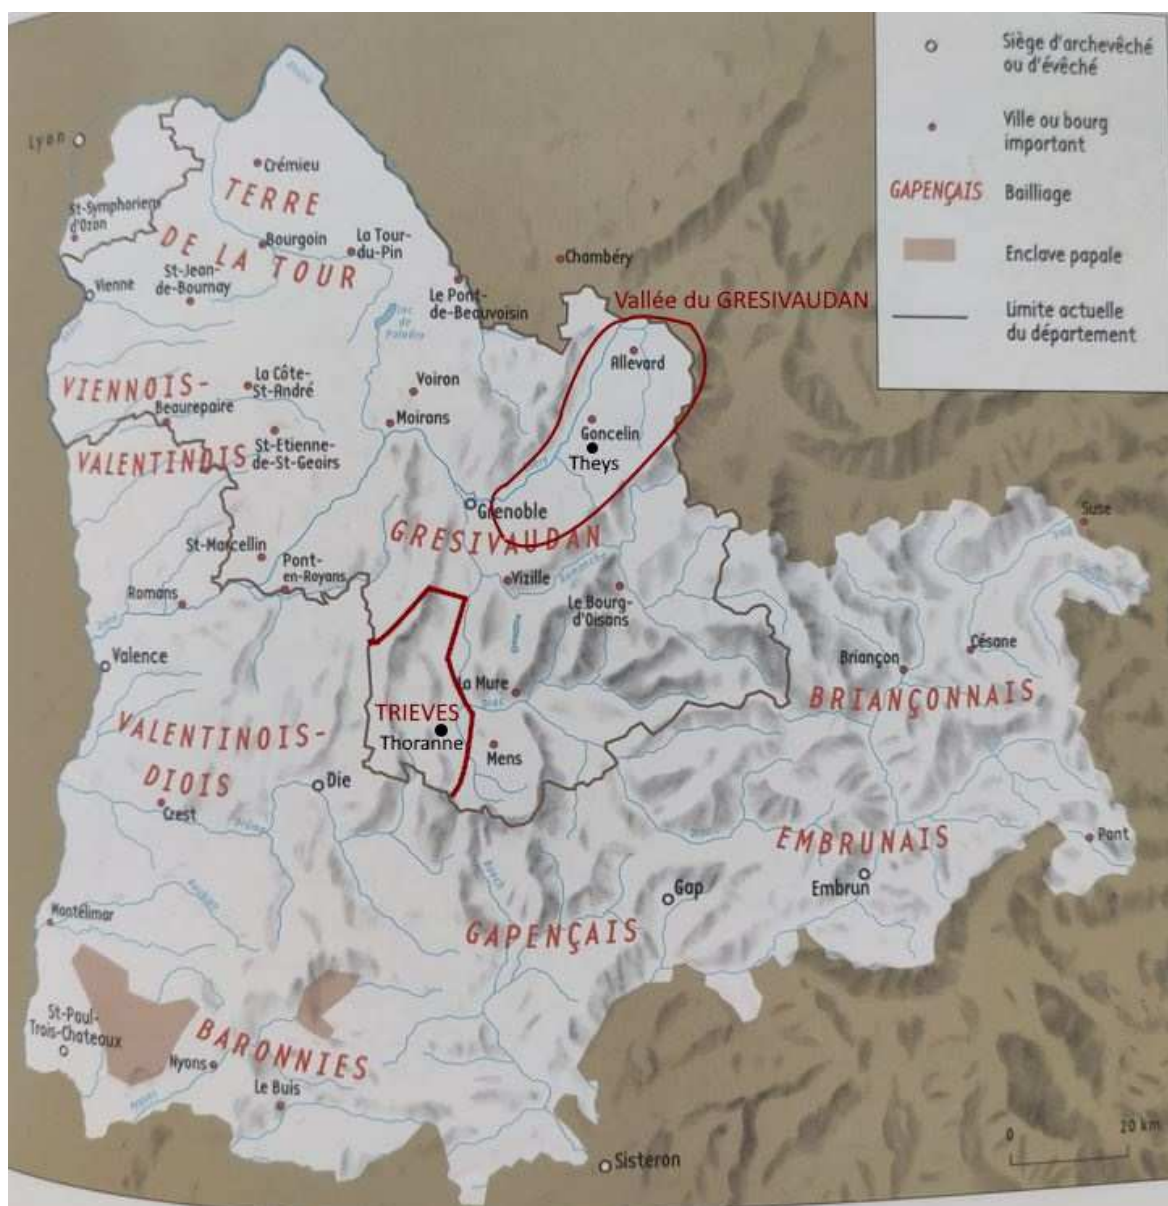 Siège d'archevêché
ou d'évêché
Ville ou bourg
important
GAPENÇAIS
Bailliage
Enclave papale
Limite actuelle
du département
Lyon
Crémieu
TERRE
DE LA TOUR
St-Symphorien
d'Ozon
Bourgoin
La Tour-
du-Pin
Chambéry
Vienne
St-Jean-
de-Bournay
Le Pont-
de-Beauvoisin
Vallée du GRESIVAUDAN
Allevard
VIENNOIS-
La Côte-
St-André
Voiron
Beaurepaire
Moirans
Goncelin
VALENTINOIS
St-Etienne-
de-St-Geoirs
Theys
Grenoble
GRESIVAUDAN
Suse
St-Marcellin
Pont-
en-Royans
Vizille
Romans
Le Bourg-
d'Oisans
Valence
Briançon
Césane
La Mure
BRIANÇONNAIS
TRIEVES
Thoranne
Drac
VALENTINOIS-
DIOIS
Mens
Die
Crest
Drôme
EMBRUNAIS
Pont
Embrun
Gap
Montélimar
GAPENÇAIS
St-Paul-
Trois-Chateaux
BARONNIES
Nyons
Le Buis
Sisteron
0
20 km